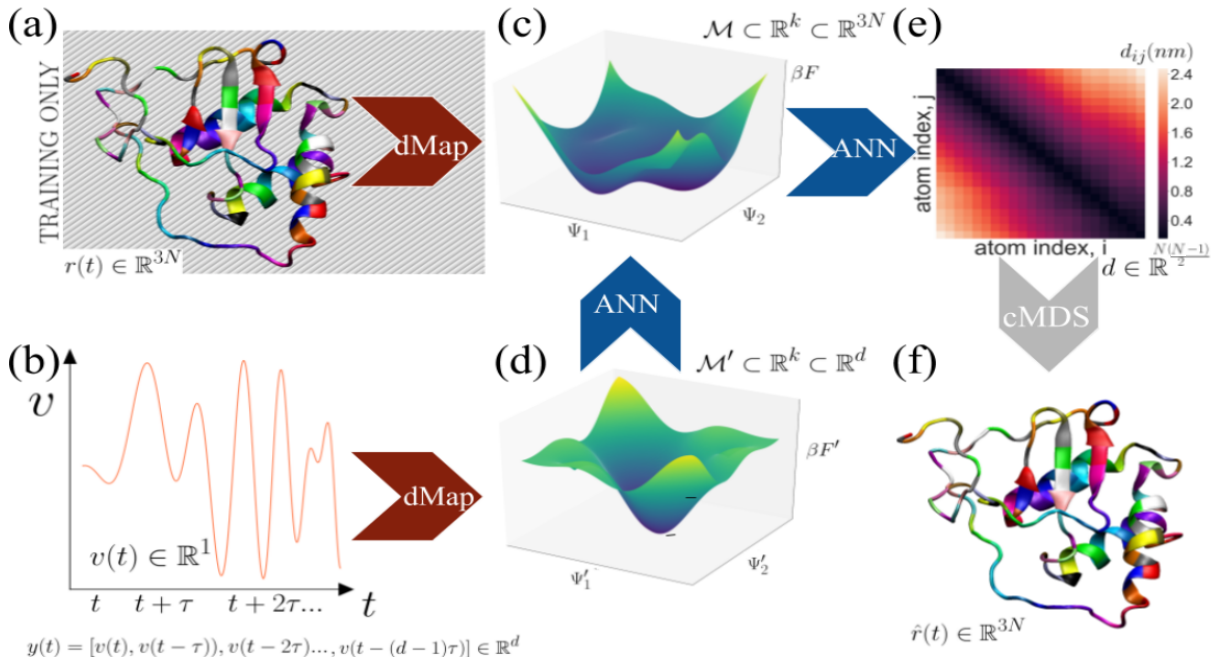 (a)
TRAINING ONLY
r(t) ∈ ℝ^{3N}
dMap
(c)
ℳ ⊂ ℝ^k ⊂ ℝ^{3N}
βF
Ψ_1
Ψ_2
ANN
(e)
d_{ij}(nm)
2.4
2.0
1.6
1.2
0.8
0.4
atom index, j
atom index, i
d ∈ ℝ^{\frac{N(N-1)}{2}}
ANN
cMDS
(b)
v
v(t) ∈ ℝ^1
t
t + τ
t + 2τ...
t
y(t) = [v(t), v(t − τ)), v(t − 2τ)..., v(t − (d − 1)τ)] ∈ ℝ^d
dMap
(d)
ℳ′ ⊂ ℝ^k ⊂ ℝ^d
βF′
Ψ′_1
Ψ′_2
(f)
r̂(t) ∈ ℝ^{3N}